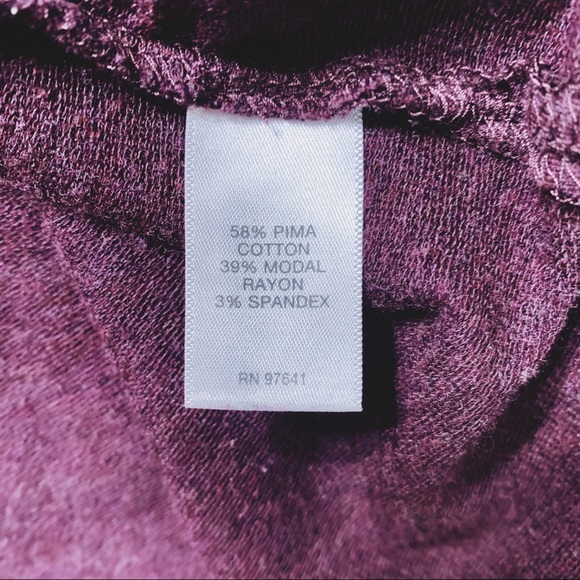 58% PIMA
COTTON
39% MODAL
RAYON
3% SPANDEX
RN 97641